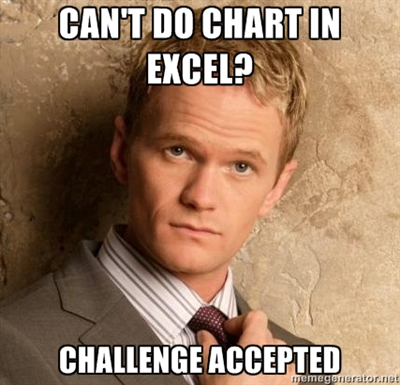 CAN'T DO CHART IN
EXCEL?
CHALLENGE ACCEPTED
memegenerator.net